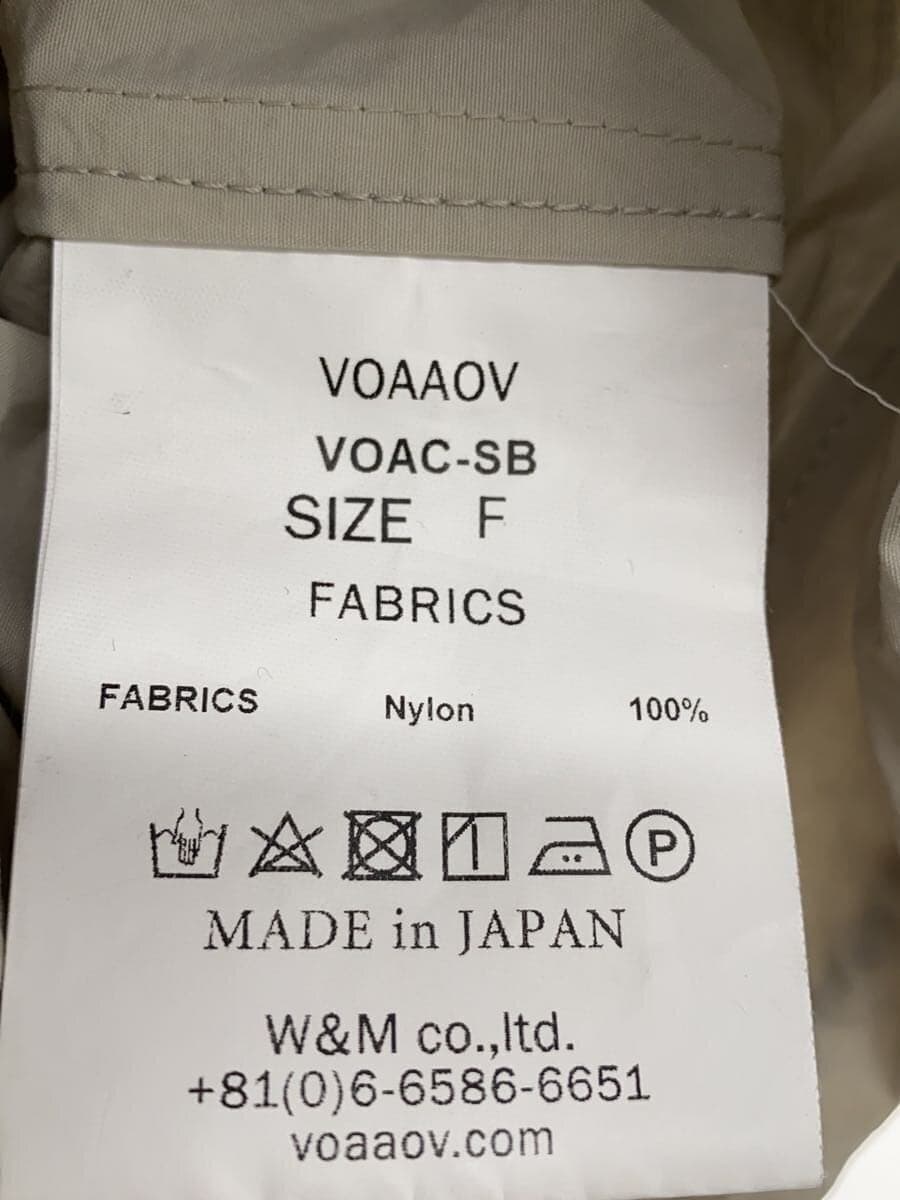 VOAAOV
VOAC-SB
SIZE F
FABRICS
FABRICS Nylon 100%
P
MADE in JAPAN
W&M co.,ltd.
+81(0)6-6586-6651
voaaov.com